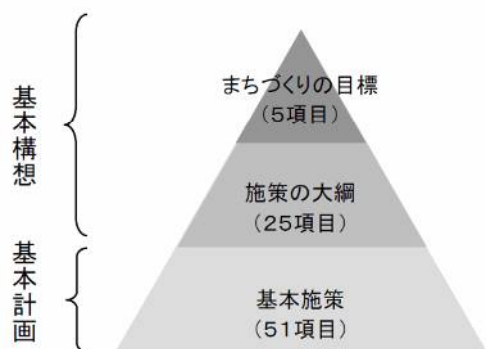 基本構想
まちづくりの目標
(5項目)
施策の大綱
(25項目)
基本計画
基本施策
(51項目)